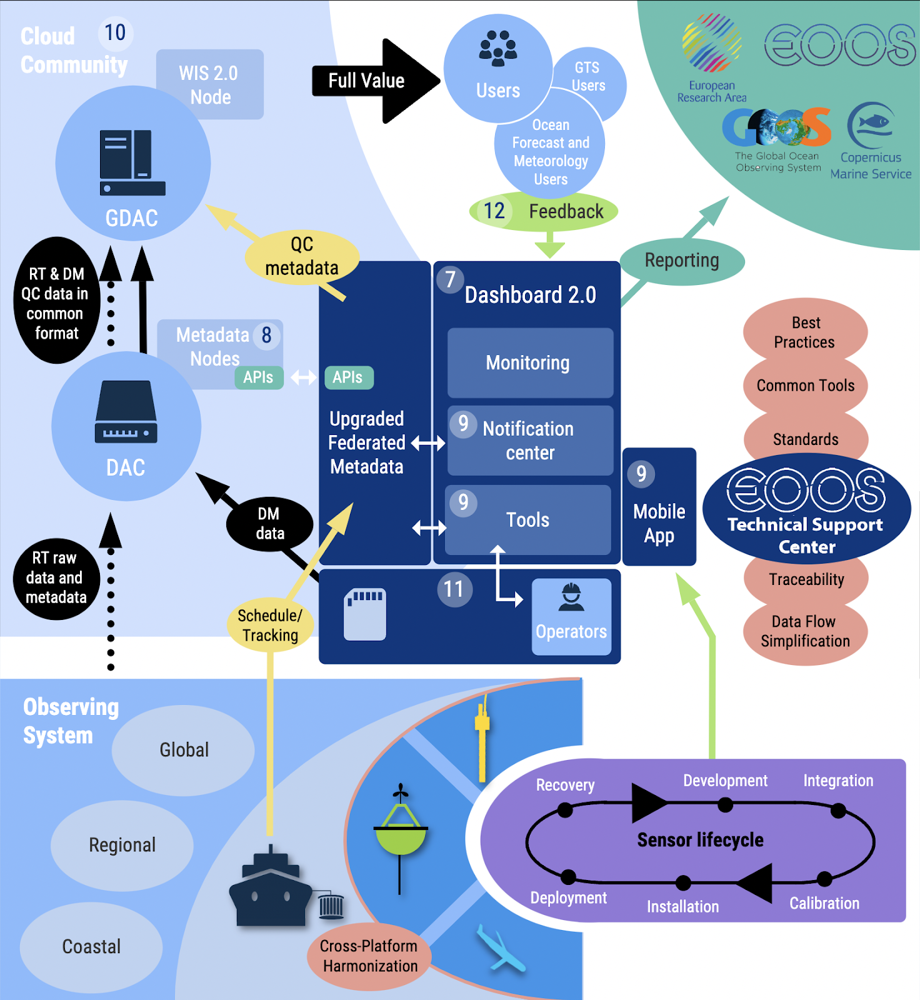 Cloud
Community
10
WIS 2.0
Node
GDAC
Full Value
Users
GTS
Users
Ocean
Forecast and
Meteorology
Users
12
Feedback
European
Research Area
EOOS
GOOS
The Global Ocean
Observing System
Copernicus
Marine Service
QC
metadata
Reporting
RT & DM
QC data in
common
format
Metadata
Nodes
8
APIs
APIs
Upgraded
Federated
Metadata
7
Dashboard 2.0
Monitoring
9
Notification
center
9
Tools
9
Mobile
App
DAC
DM
data
RT raw
data and
metadata
Schedule/
Tracking
11
Operators
Best
Practices
Common Tools
Standards
EOOS
Technical Support
Center
Traceability
Data Flow
Simplification
Observing
System
Global
Regional
Coastal
Cross-Platform
Harmonization
Recovery
Development
Integration
Sensor lifecycle
Deployment
Installation
Calibration